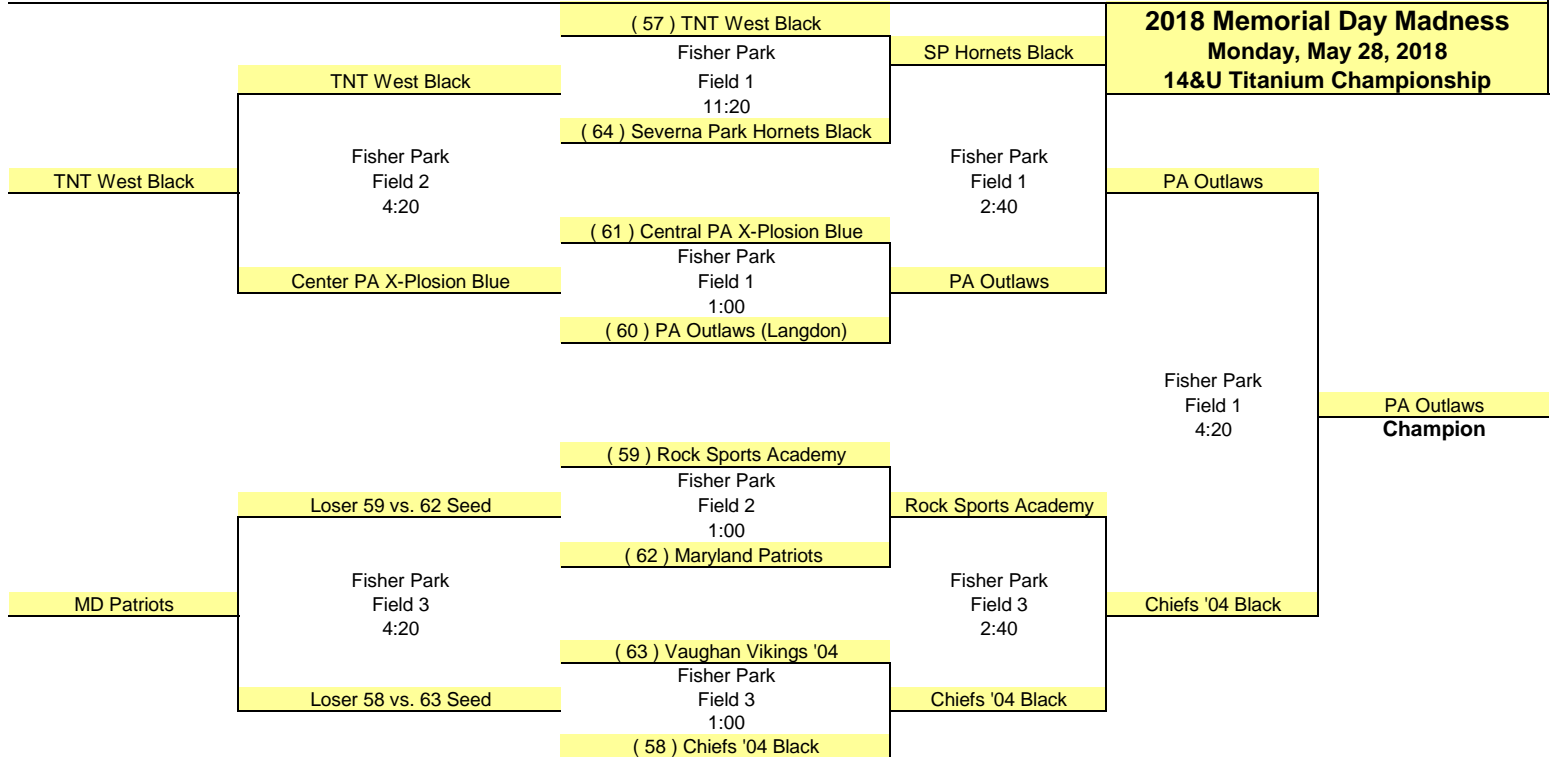 ( 57 ) TNT West Black
2018 Memorial Day Madness
Fisher Park
SP Hornets Black
Monday, May 28, 2018
TNT West Black
Field 1
14&U Titanium Championship
11:20
( 64 ) Severna Park Hornets Black
Fisher Park
Fisher Park
TNT West Black
Field 2
Field 1
PA Outlaws
4:20
2:40
( 61 ) Central PA X-Plosion Blue
Fisher Park
Center PA X-Plosion Blue
Field 1
PA Outlaws
1:00
( 60 ) PA Outlaws (Langdon)
Fisher Park
Field 1
PA Outlaws
4:20
Champion
( 59 ) Rock Sports Academy
Fisher Park
Loser 59 vs. 62 Seed
Field 2
Rock Sports Academy
1:00
( 62 ) Maryland Patriots
Fisher Park
Fisher Park
MD Patriots
Field 3
Field 3
Chiefs '04 Black
4:20
2:40
( 63 ) Vaughan Vikings '04
Fisher Park
Loser 58 vs. 63 Seed
Field 3
Chiefs '04 Black
1:00
( 58 ) Chiefs '04 Black